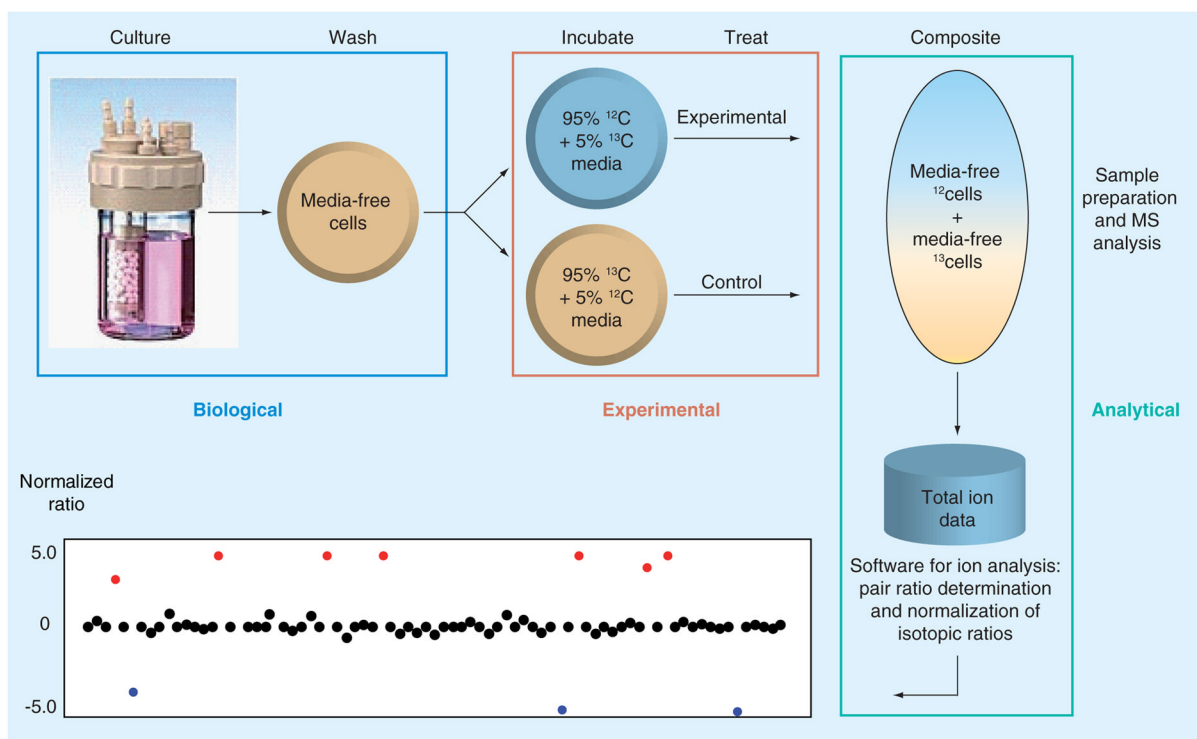 Culture
Wash
Incubate
Treat
Composite
Media-free
cells
95% ¹²C
+ 5% ¹³C
media
Experimental
95% ¹³C
+ 5% ¹²C
media
Control
Media-free
¹²cells
+
media-free
¹³cells
Sample
preparation
and MS
analysis
Biological
Experimental
Analytical
Total ion
data
Software for ion analysis:
pair ratio determination
and normalization of
isotopic ratios
Normalized
ratio
5.0
0
-5.0